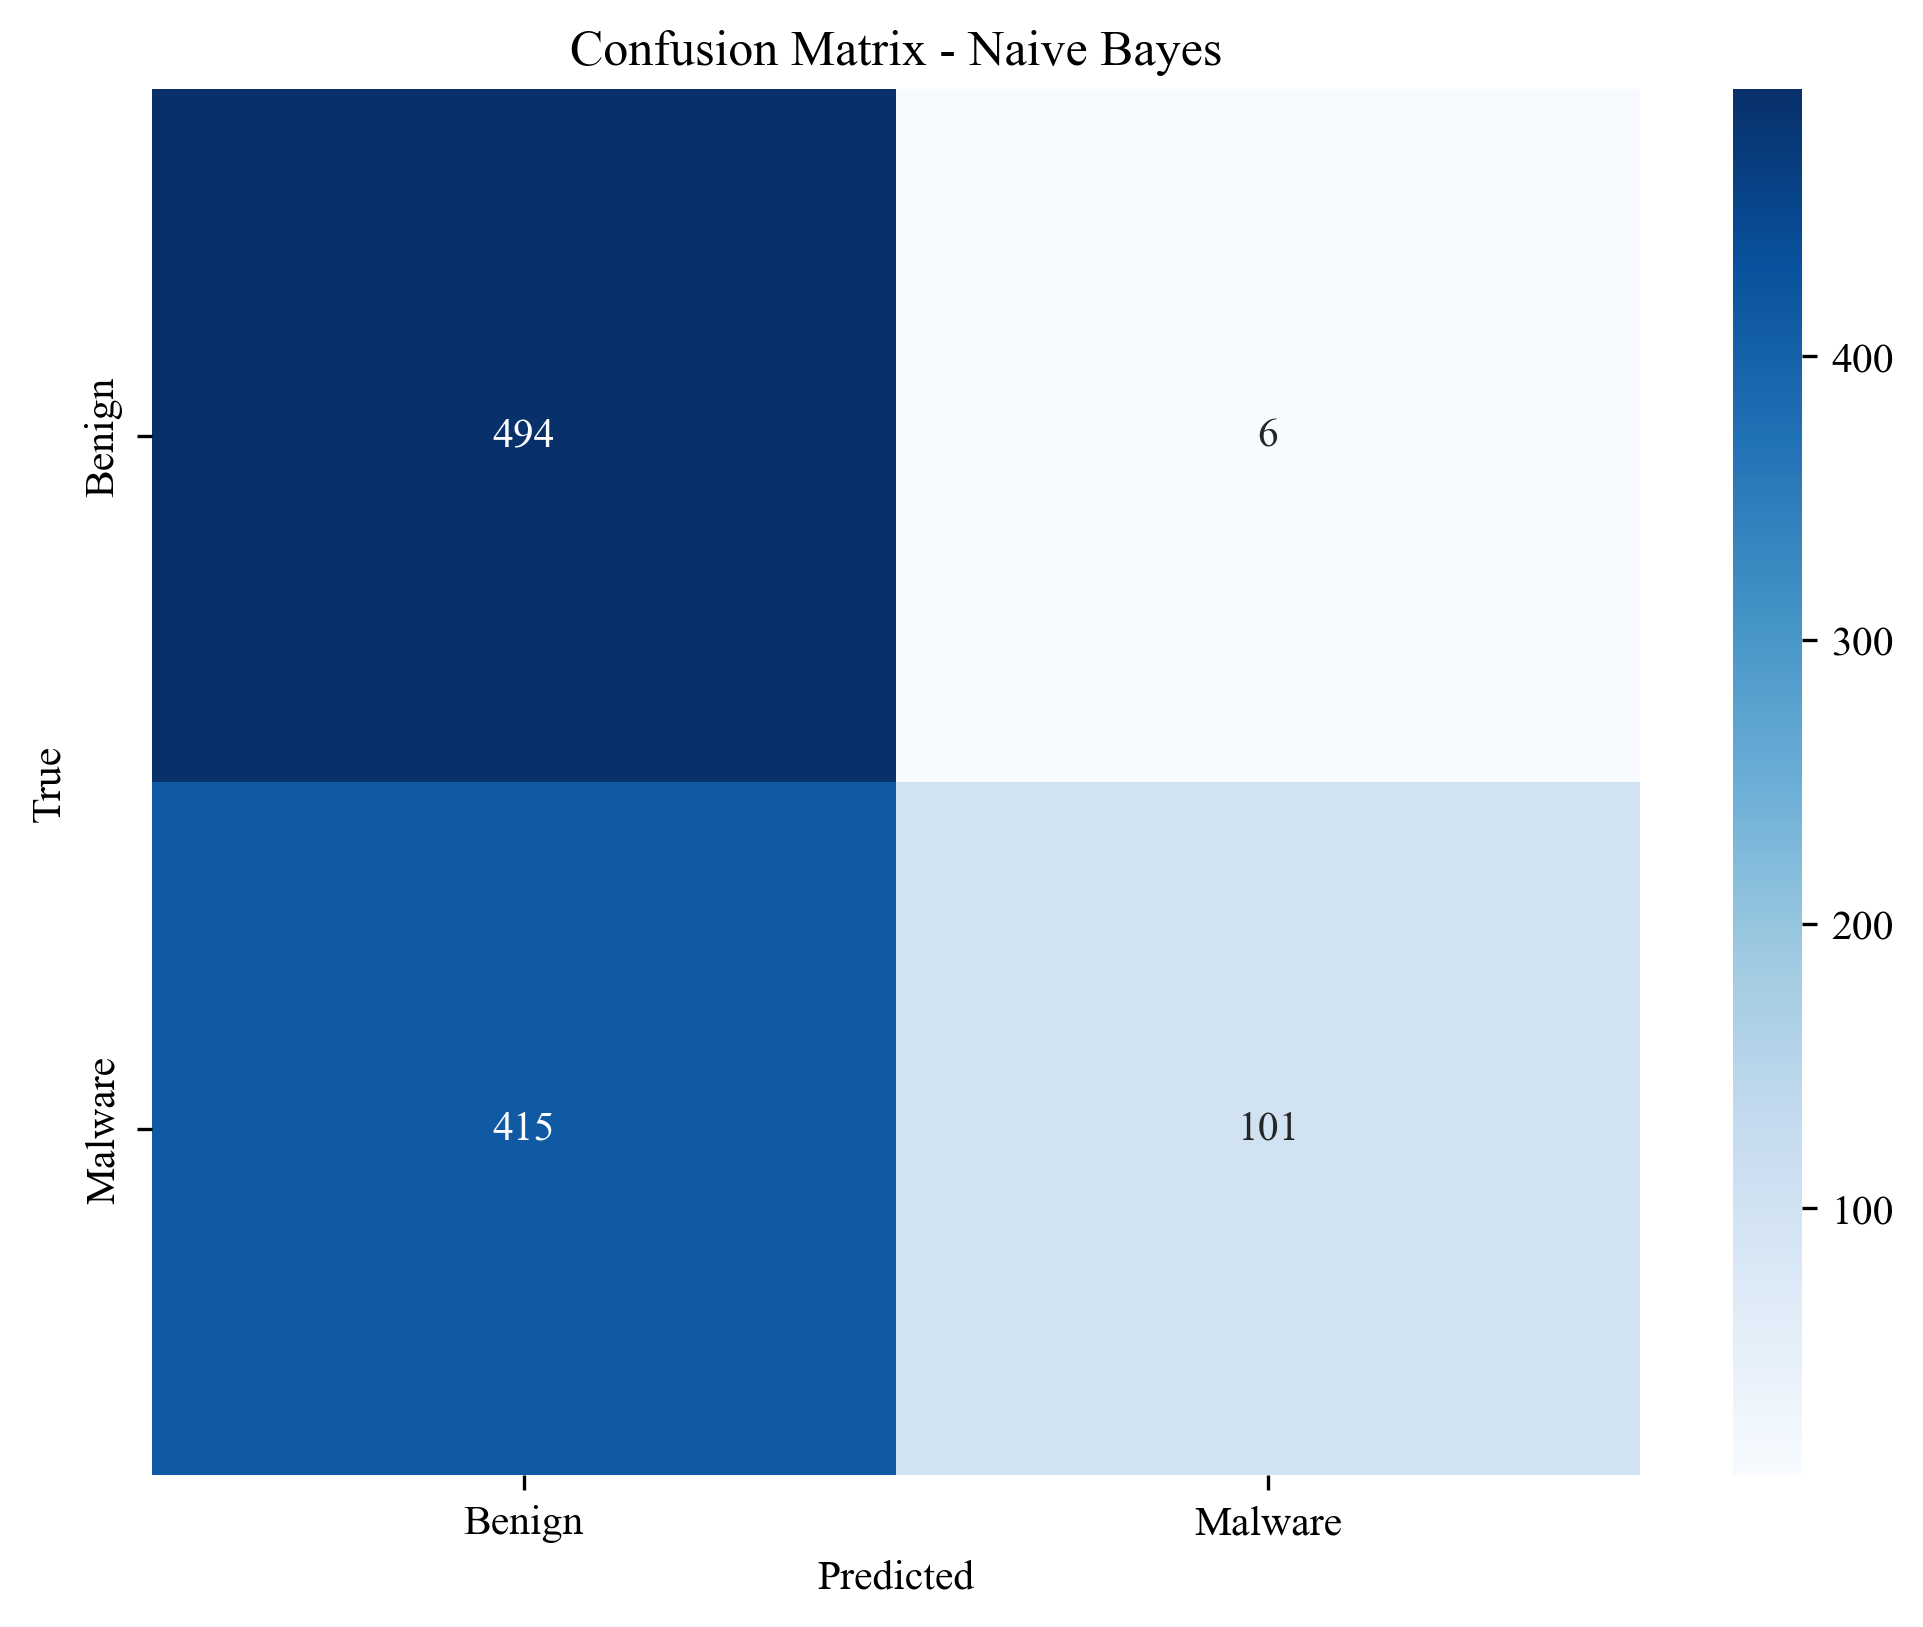 Confusion Matrix - Naive Bayes
True
Benign
494
6
Malware
415
101
Benign
Malware
Predicted
400
300
200
100